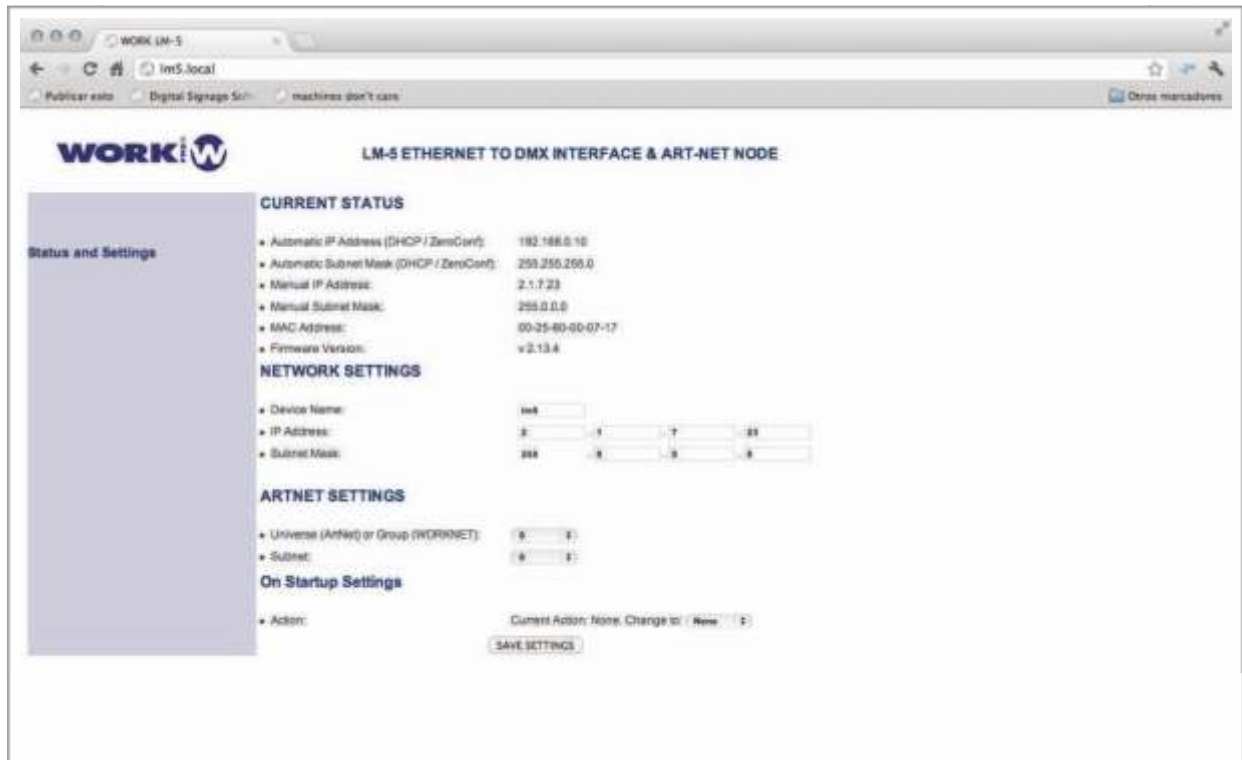 WORK LM-5
lm5.local
Publicar esto Digital Signage machines don't care Otros marcadores
WORK W
LM-5 ETHERNET TO DMX INTERFACE & ART-NET NODE
Status and Settings
CURRENT STATUS
Automatic IP Address (DHCP / ZeroConf): 192.168.0.10
Automatic Subnet Mask (DHCP / ZeroConf): 255.255.255.0
Manual IP Address: 2.1.7.23
Manual Subnet Mask: 255.0.0.0
MAC Address: 00-25-60-00-07-17
Firmware Version: v.2.13.4
NETWORK SETTINGS
Device Name: lm5
IP Address: 2 . 1 . 7 . 23
Subnet Mask: 255 . 0 . 0 . 0
ARTNET SETTINGS
Universe (ArtNet) or Group (WORKNET): 0
Subnet: 0
On Startup Settings
Action: Current Action: None. Change to: None
SAVE SETTINGS